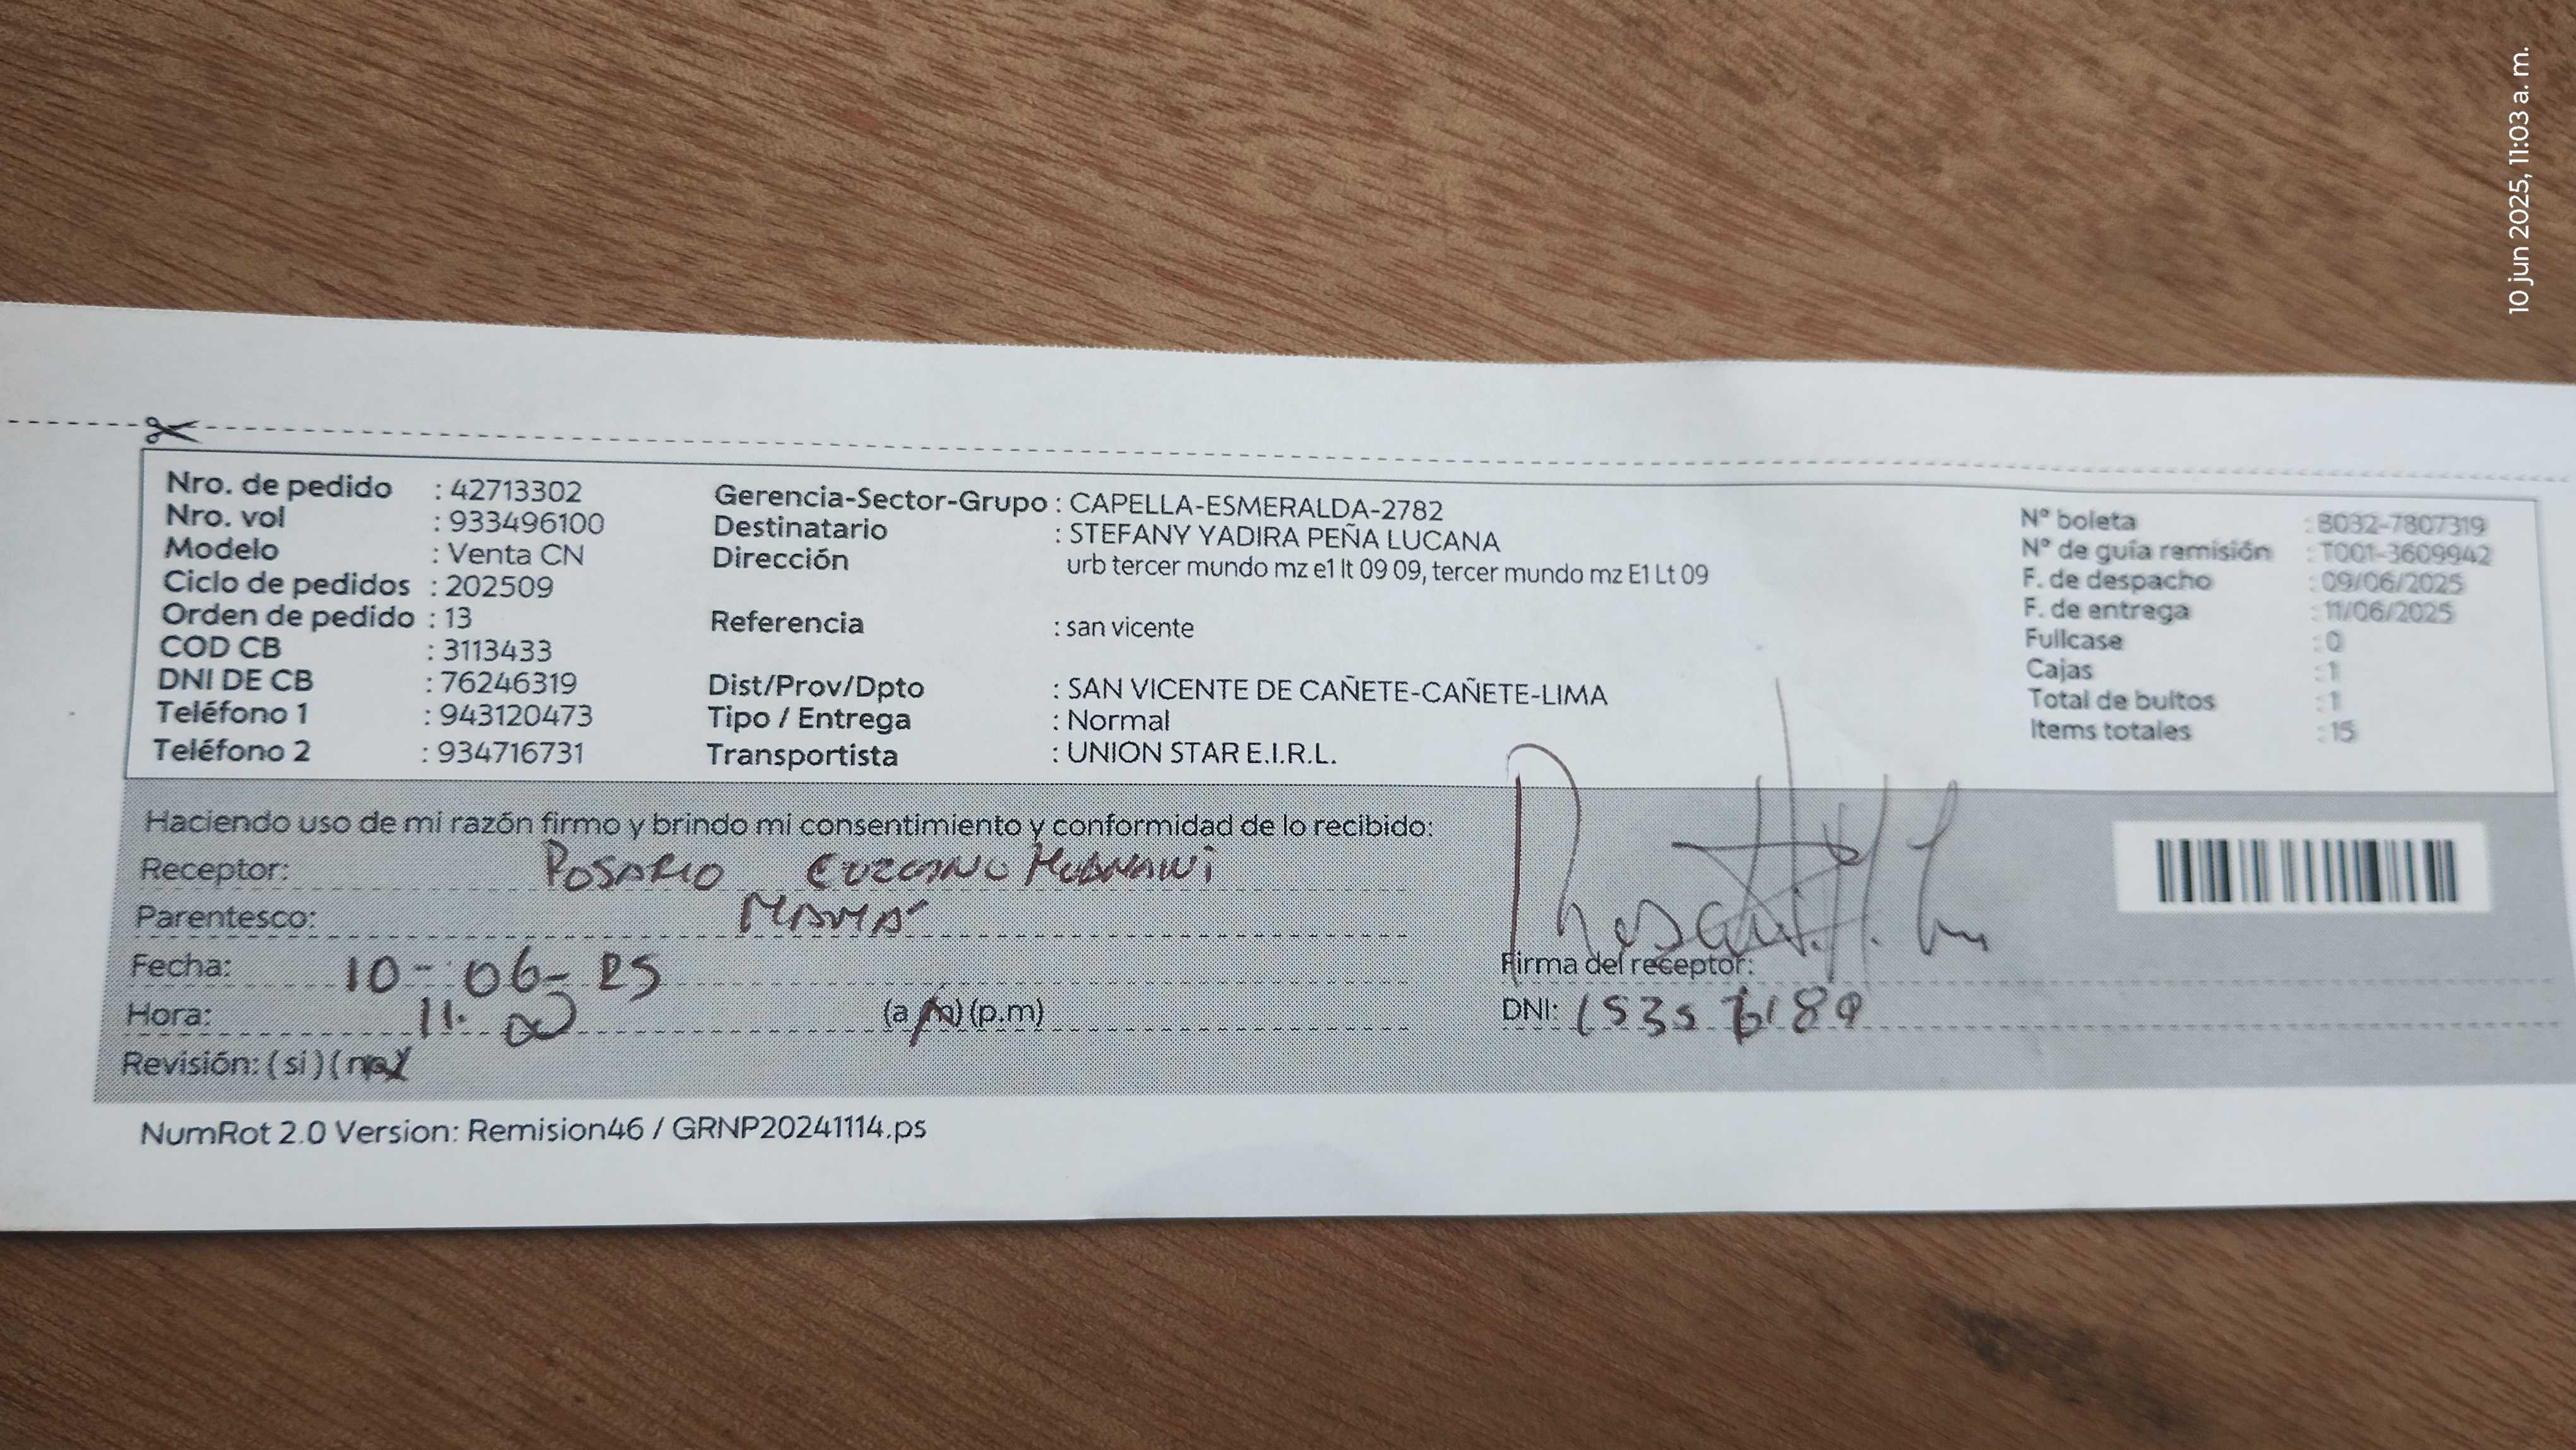 10 jun 2025, 11:03 a. m.
Nro. de pedido : 42713302
Nro. vol : 933496100
Modelo : Venta CN
Ciclo de pedidos : 202509
Orden de pedido : 13
COD CB : 3113433
DNI DE CB : 76246319
Teléfono 1 : 943120473
Teléfono 2 : 934716731
Gerencia-Sector-Grupo : CAPELLA-ESMERALDA-2782
Destinatario : STEFANY YADIRA PEÑA LUCANA
Dirección urb tercer mundo mz e1 lt 09 09, tercer mundo mz E1 Lt 09
Referencia : san vicente
Dist/Prov/Dpto : SAN VICENTE DE CAÑETE-CAÑETE-LIMA
Tipo / Entrega : Normal
Transportista : UNION STAR E.I.R.L.
N° boleta : B032-7807319
N° de guía remisión : T001-3609942
F. de despacho : 09/06/2025
F. de entrega : 11/06/2025
Fullcase : 0
Cajas : 1
Total de bultos : 1
Items totales : 15
Haciendo uso de mi razón firmo y brindo mi consentimiento y conformidad de lo recibido:
Receptor: ROSARIO
Parentesco: MAMÁ
Fecha: 10-06-25
Hora: 11:00 (a.m) (p.m)
Revisión: (si) (no)
Firma del receptor:
DNI:
NumRot 2.0 Version: Remision46 / GRNP20241114.ps